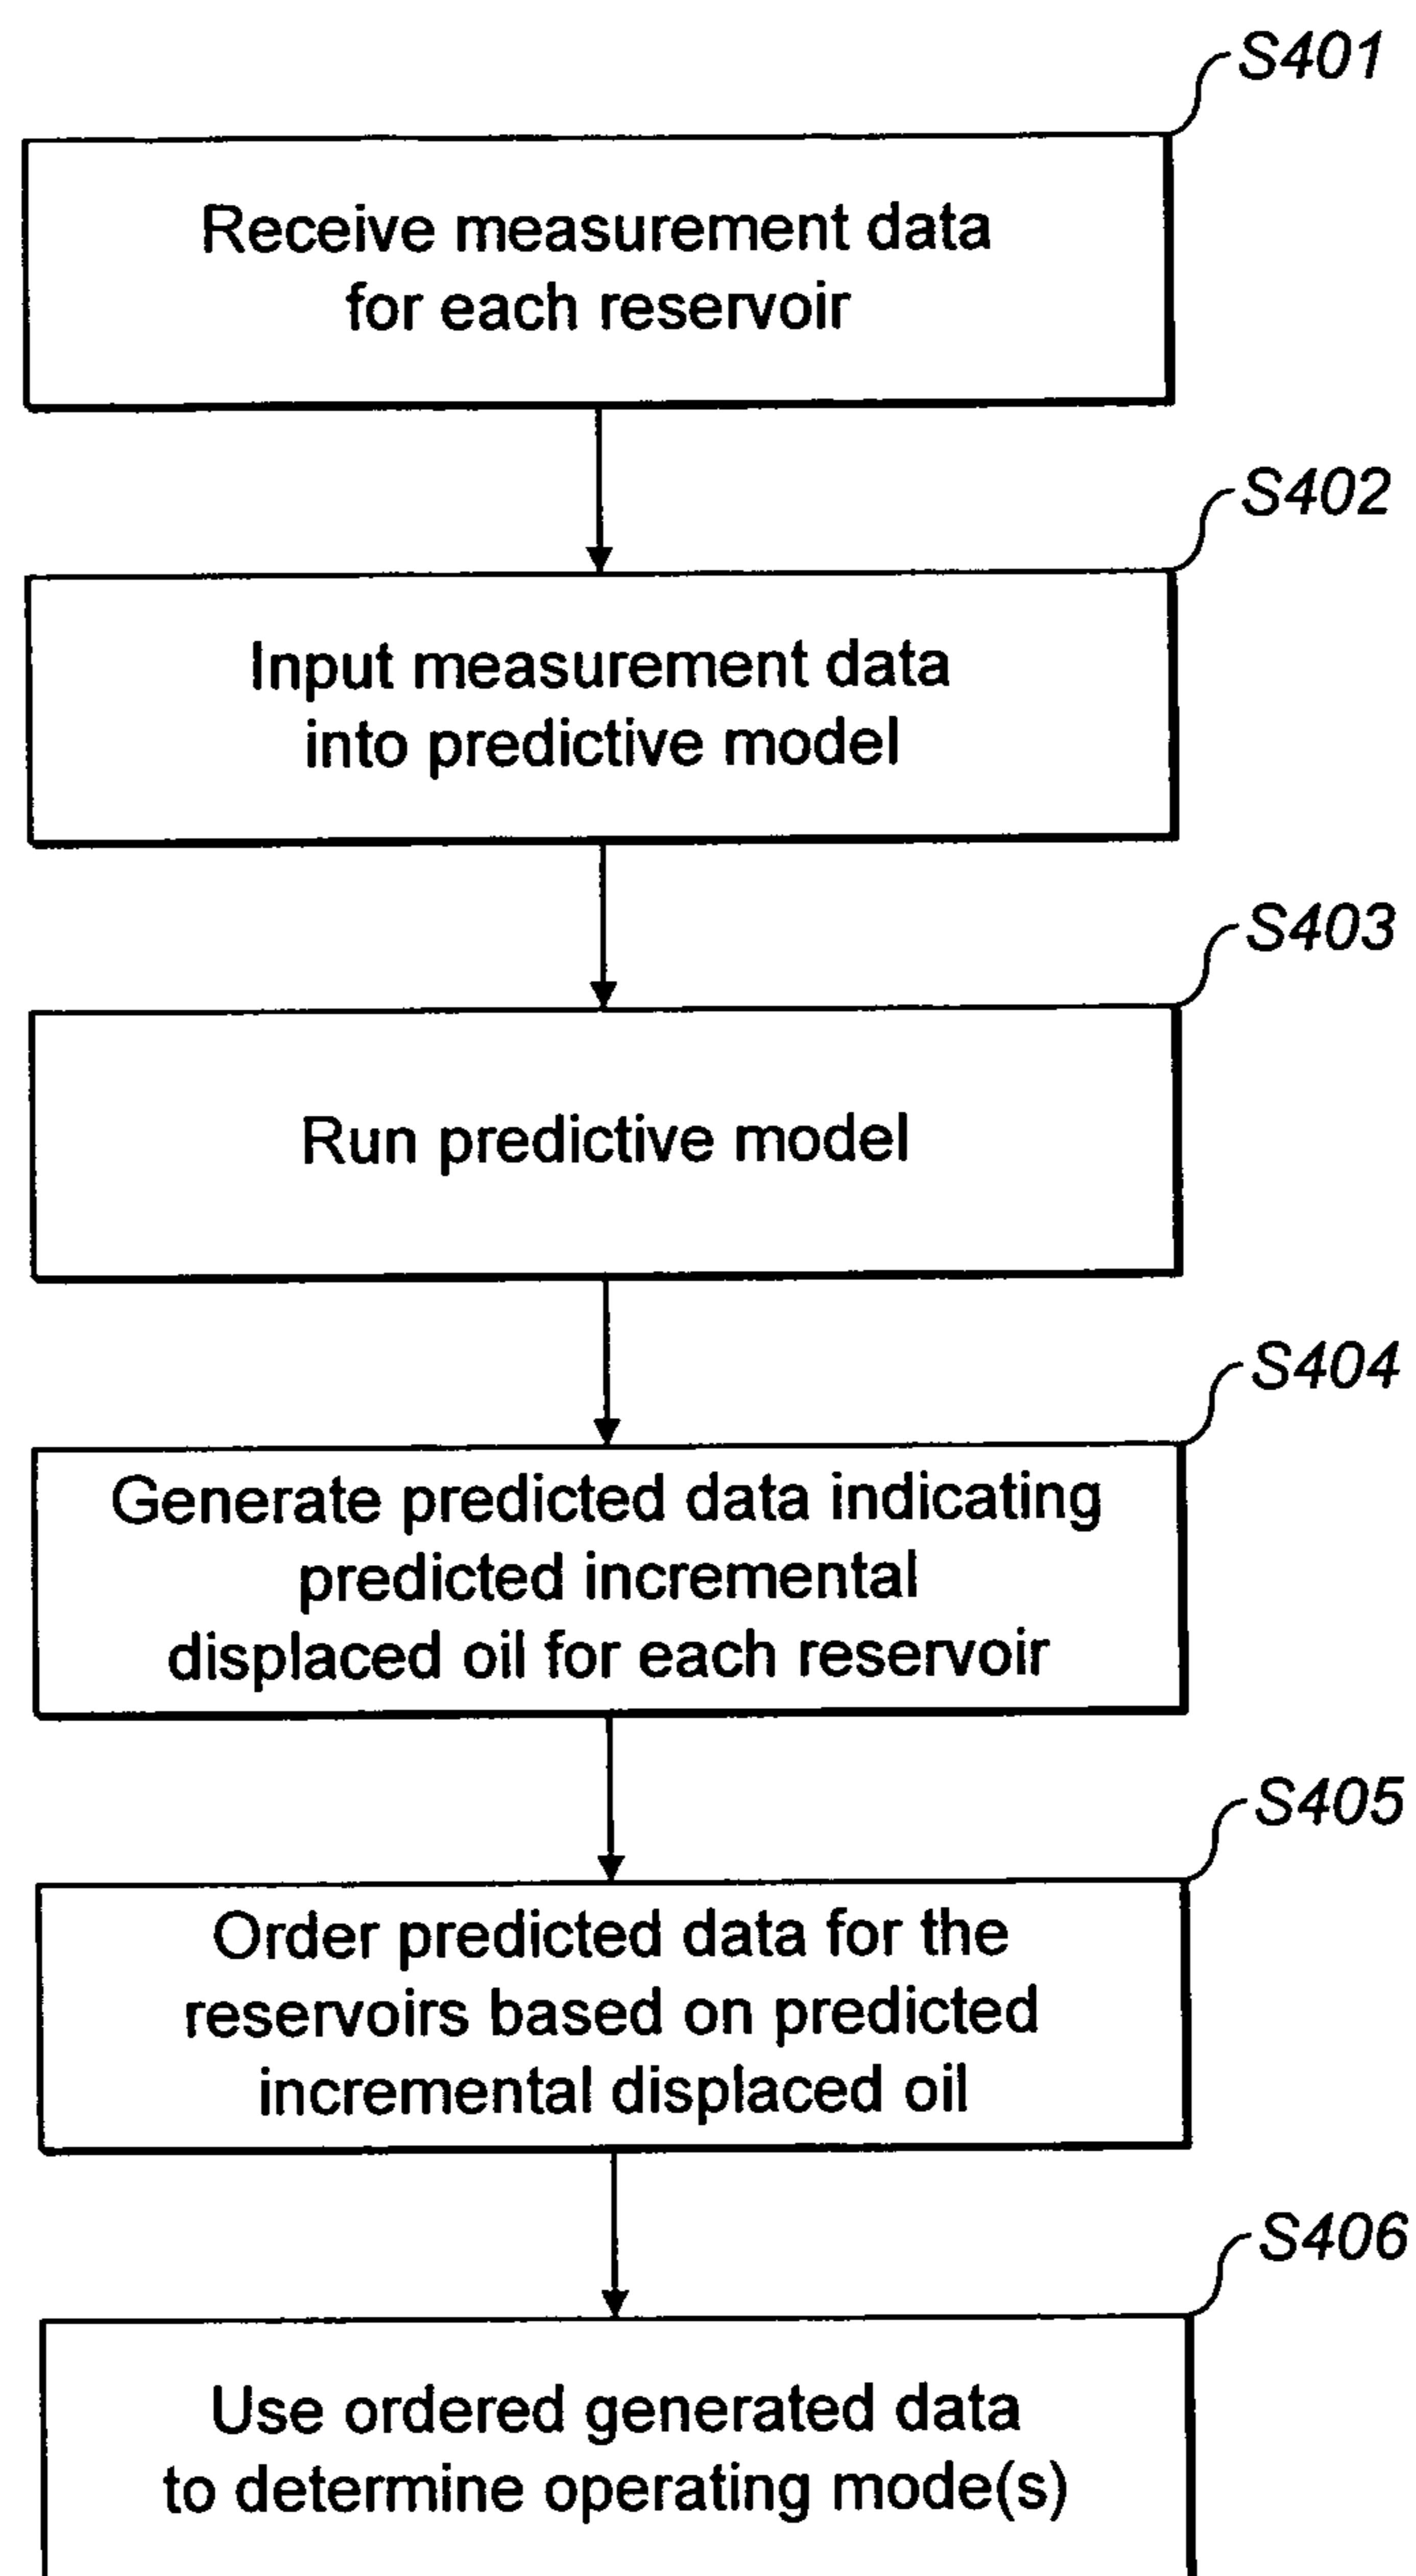 S401
Receive measurement data
for each reservoir
S402
Input measurement data
into predictive model
S403
Run predictive model
S404
Generate predicted data indicating
predicted incremental
displaced oil for each reservoir
S405
Order predicted data for the
reservoirs based on predicted
incremental displaced oil
S406
Use ordered generated data
to determine operating mode(s)